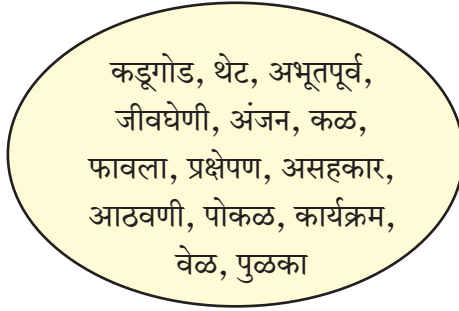 कडूगोड, थेट, अभूतपूर्व,
जीवघेणी, अंजन, कळ,
फावला, प्रक्षेपण, असहकार,
आठवणी, पोकळ, कार्यक्रम,
वेळ, पुळका